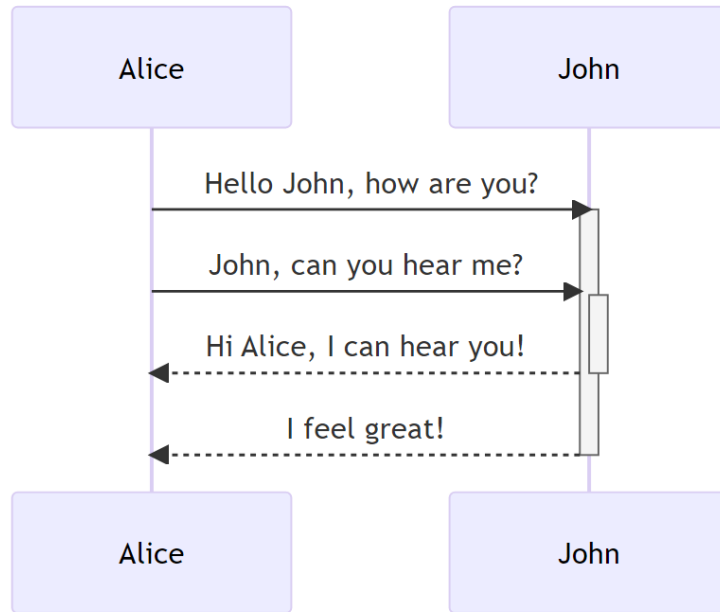 Alice
John
Hello John, how are you?
John, can you hear me?
Hi Alice, I can hear you!
I feel great!
Alice
John